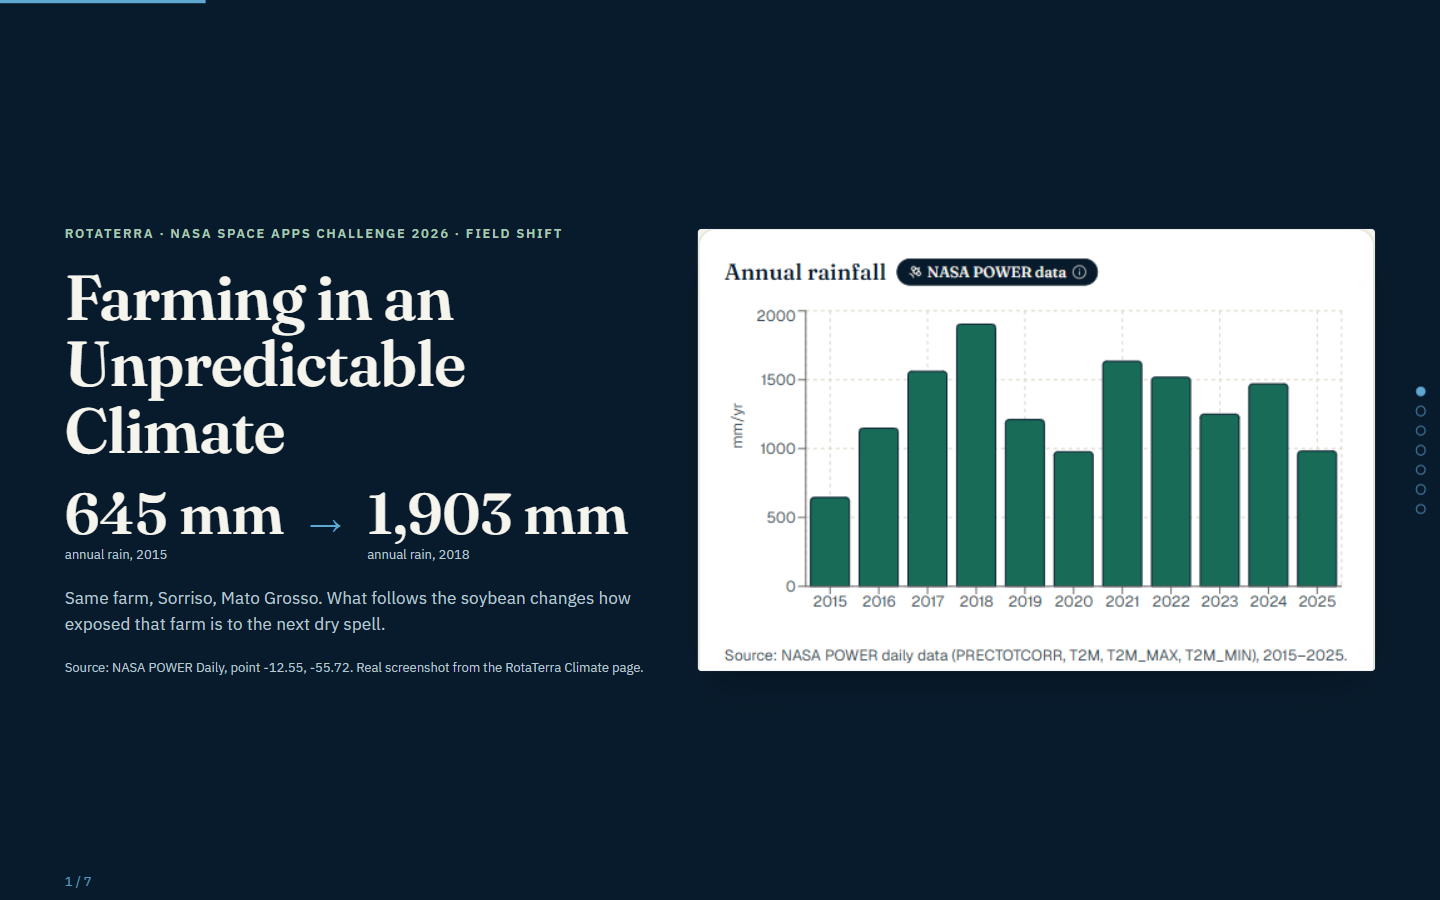 ROTATERRA · NASA SPACE APPS CHALLENGE 2026 · FIELD SHIFT
Farming in an
Unpredictable
Climate
645 mm → 1,903 mm
annual rain, 2015 annual rain, 2018
Same farm, Sorriso, Mato Grosso. What follows the soybean changes how
exposed that farm is to the next dry spell.
Source: NASA POWER Daily, point -12.55, -55.72. Real screenshot from the RotaTerra Climate page.
Annual rainfall NASA POWER data
2000
1500
1000
500
0
mm/yr
2015 2016 2017 2018 2019 2020 2021 2022 2023 2024 2025
Source: NASA POWER daily data (PRECTOTCORR, T2M, T2M_MAX, T2M_MIN), 2015–2025.
1 / 7